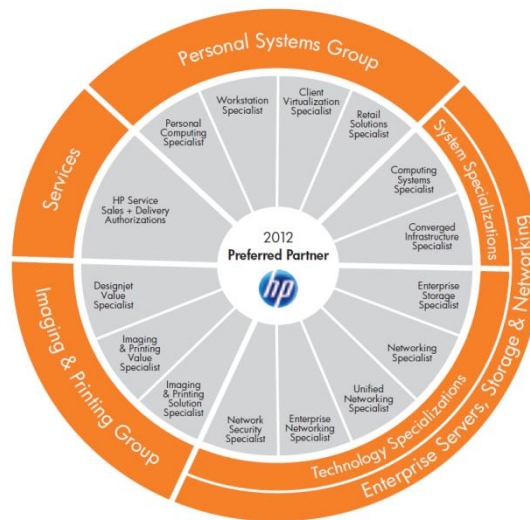 Personal Systems Group
Personal
Computing
Specialist
Workstation
Specialist
Client
Virtualization
Specialist
Retail
Solutions
Specialist
Enterprise Servers, Storage & Networking
System Specializations
Computing
Systems
Specialist
Converged
Infrastructure
Specialist
Technology Specializations
Enterprise
Storage
Specialist
Networking
Specialist
Unified
Networking
Specialist
Enterprise
Networking
Specialist
Network
Security
Specialist
Imaging & Printing Group
Imaging
& Printing
Solution
Specialist
Imaging
& Printing
Value
Specialist
Designjet
Value
Specialist
Services
HP Service
Sales + Delivery
Authorizations
2012
Preferred Partner
hp